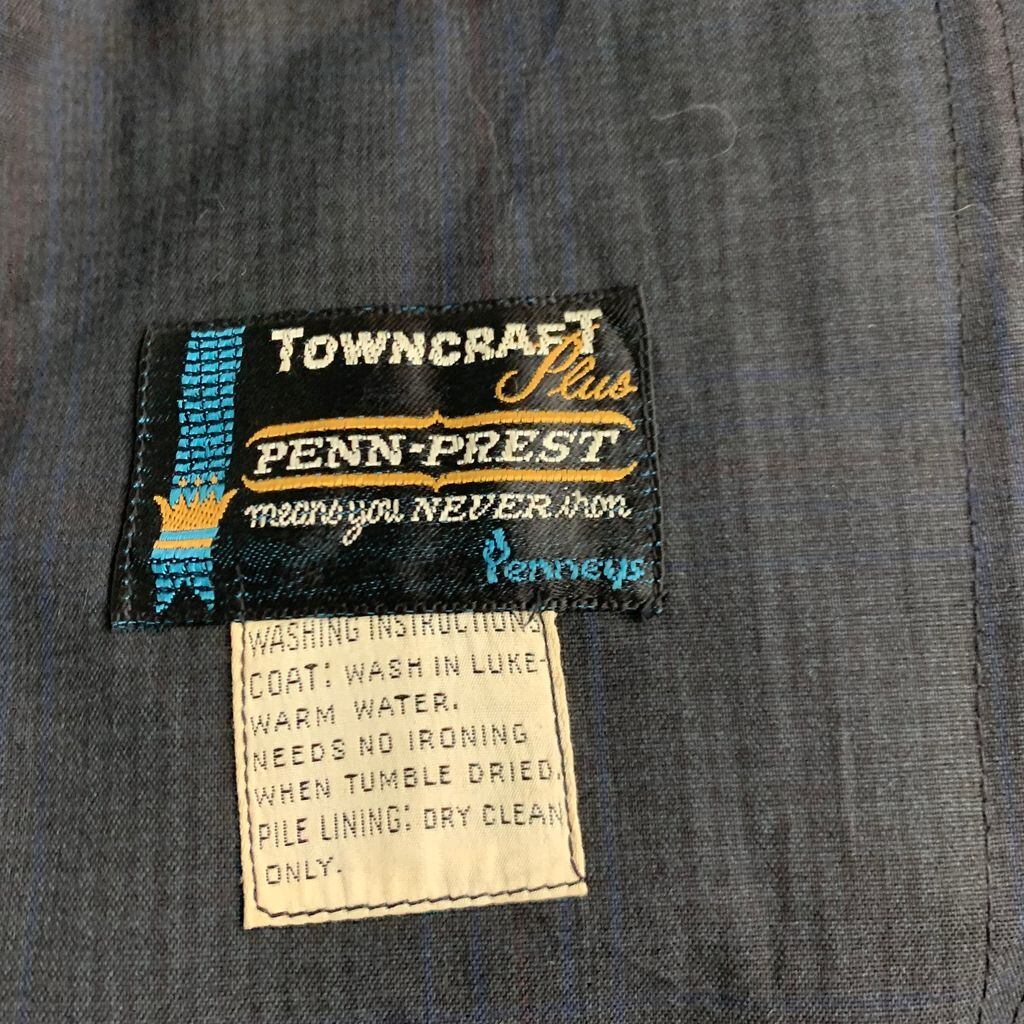 TOWNCRAFT
Plus
PENN-PREST
means you NEVER iron
Penneys
WASHING INSTRUCTIONS
COAT: WASH IN LUKE-
WARM WATER.
NEEDS NO IRONING
WHEN TUMBLE DRIED.
PILE LINING: DRY CLEAN
ONLY.